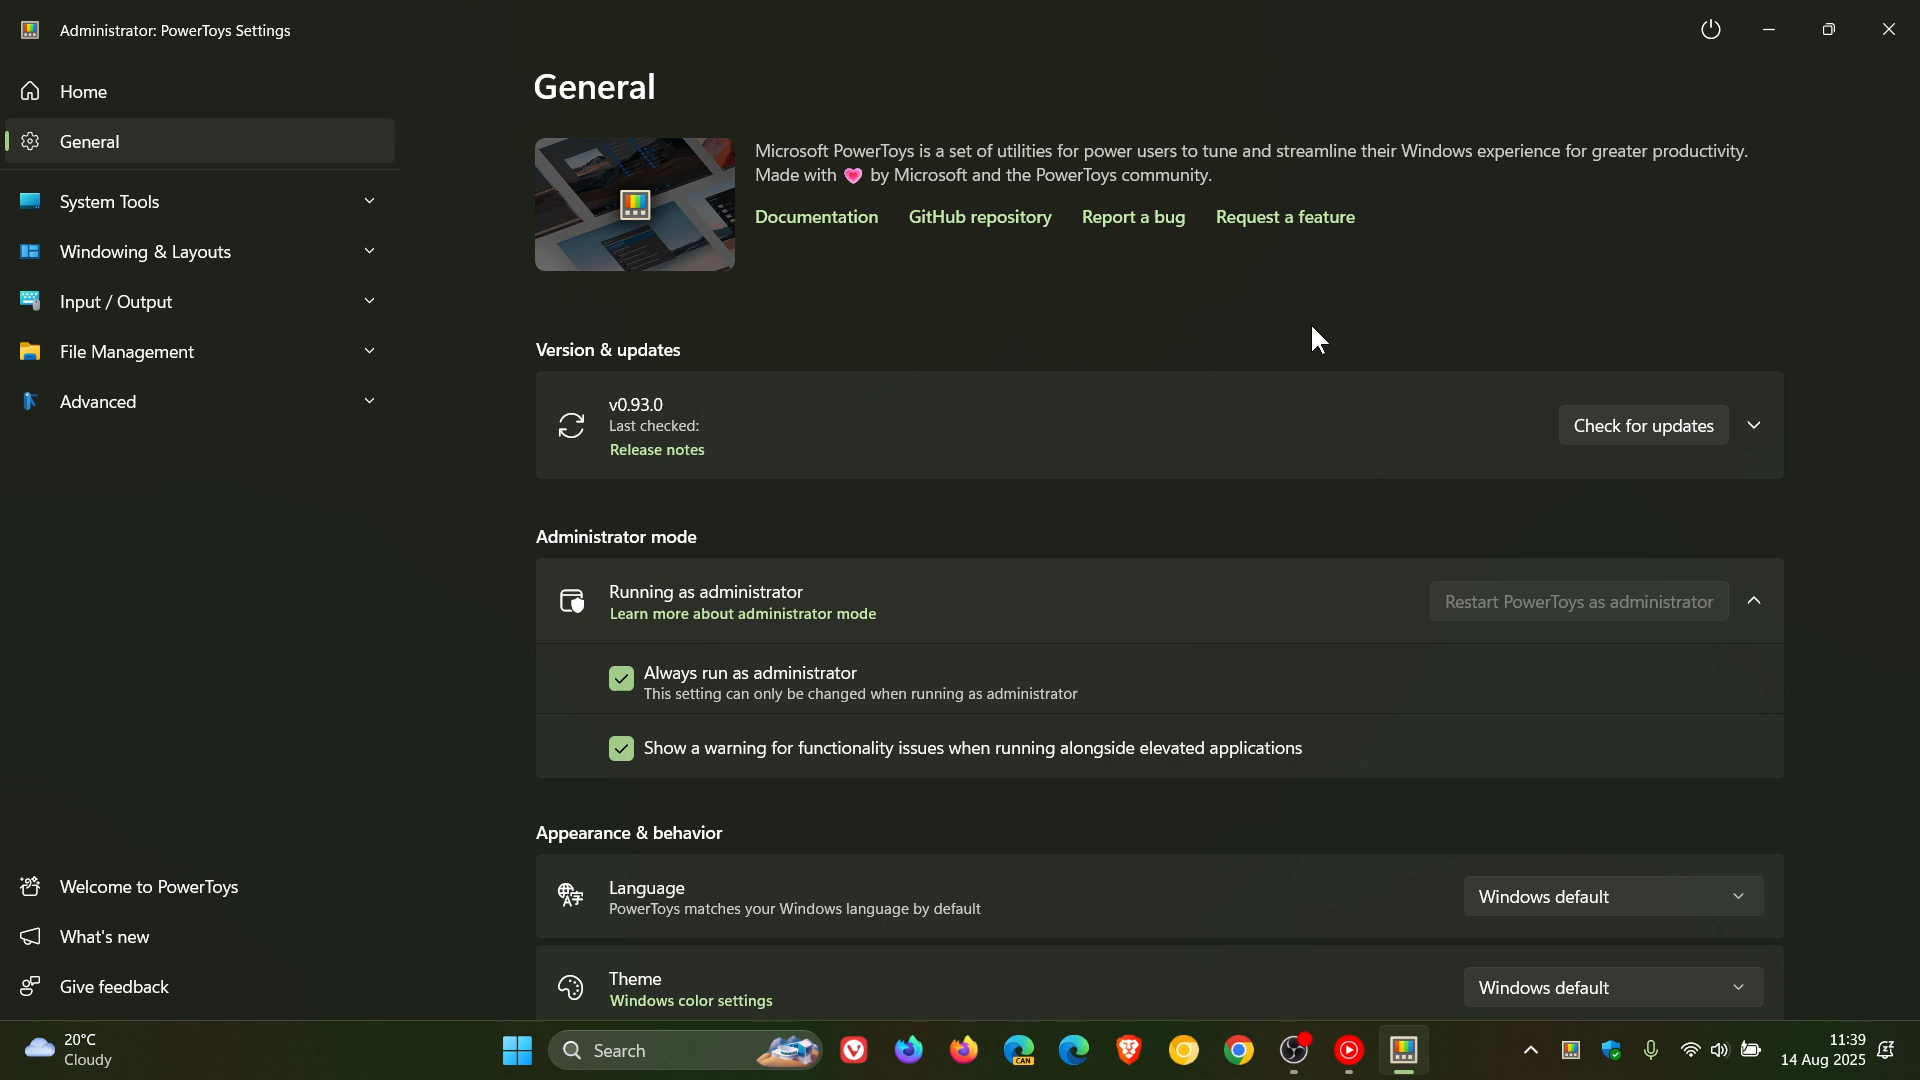 Administrator: PowerToys Settings
Home
General
System Tools
Windowing & Layouts
Input / Output
File Management
Advanced
Welcome to PowerToys
What's new
Give feedback
General
Microsoft PowerToys is a set of utilities for power users to tune and streamline their Windows experience for greater productivity.
Made with 💗 by Microsoft and the PowerToys community.
Documentation GitHub repository Report a bug Request a feature
Version & updates
v0.93.0
Last checked:
Release notes
Check for updates
Administrator mode
Running as administrator
Learn more about administrator mode
Restart PowerToys as administrator
Always run as administrator
This setting can only be changed when running as administrator
Show a warning for functionality issues when running alongside elevated applications
Appearance & behavior
Language
PowerToys matches your Windows language by default
Windows default
Theme
Windows color settings
Windows default
20°C
Cloudy
Search
CAN
11:39
14 Aug 2025